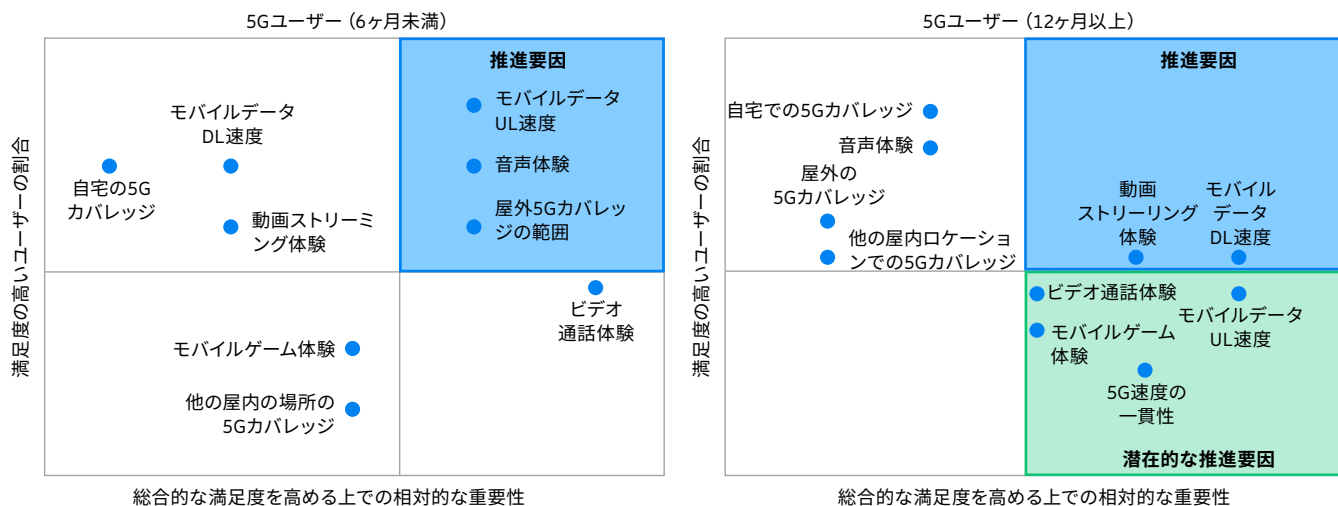 5Gユーザー（6ヶ月未満）
推進要因
モバイルデータ
UL速度
モバイルデータ
DL速度
音声体験
自宅の5G
カバレッジ
屋外5Gカバレッ
ジの範囲
動画ストリーミ
ング体験
ビデオ
通話体験
モバイルゲーム体験
他の屋内の場所の
5Gカバレッジ
満足度の高いユーザーの割合
総合的な満足度を高める上での相対的な重要性
5Gユーザー（12ヶ月以上）
推進要因
自宅での5Gカバレッジ
音声体験
屋外の
5Gカバレッジ
他の屋内ロケーショ
ンでの5Gカバレッジ
動画
ストリーリング
体験
モバイル
データ
DL速度
ビデオ通話体験
モバイルデータ
UL速度
モバイルゲーム
体験
5G速度の
一貫性
潜在的な推進要因
満足度の高いユーザーの割合
総合的な満足度を高める上での相対的な重要性